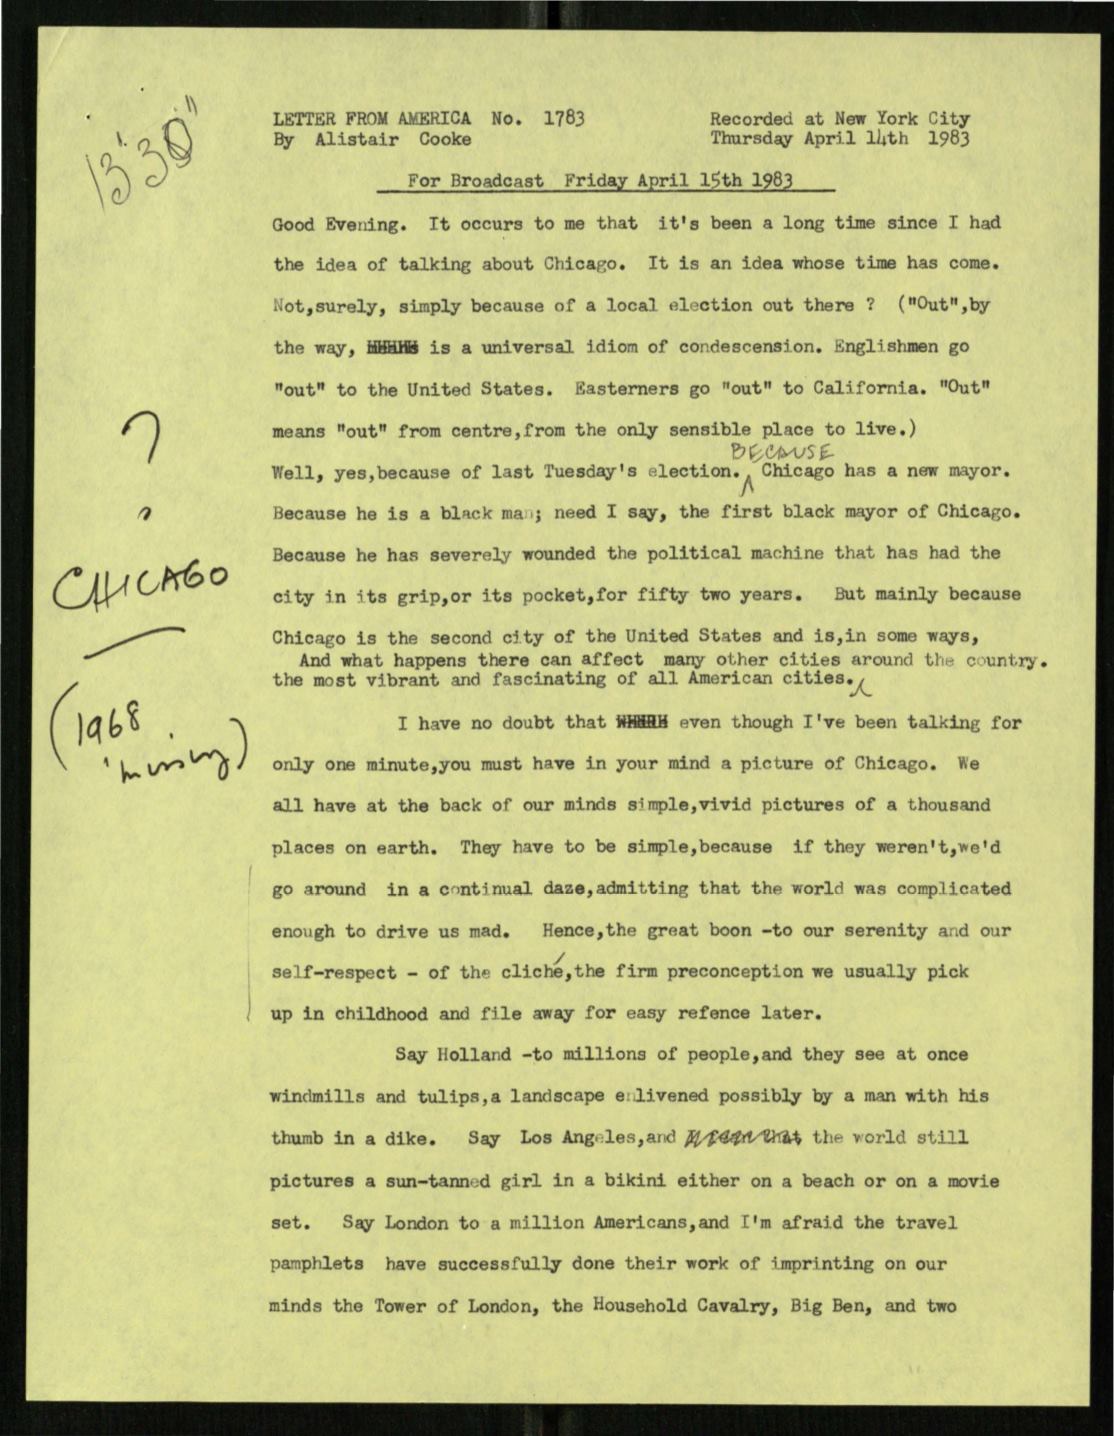 13'30"
LETTER FROM AMERICA No. 1783 Recorded at New York City
By Alistair Cooke Thursday April 14th 1983
For Broadcast Friday April 15th 1983
Good Evening. It occurs to me that it's been a long time since I had
the idea of talking about Chicago. It is an idea whose time has come.
Not,surely, simply because of a local election out there ? ("Out",by
the way, is a universal idiom of condescension. Englishmen go
"out" to the United States. Easterners go "out" to California. "Out"
means "out" from centre,from the only sensible place to live.)
BECAUSE
Well, yes,because of last Tuesday's election. Chicago has a new mayor.
Because he is a black man; need I say, the first black mayor of Chicago.
Because he has severely wounded the political machine that has had the
city in its grip,or its pocket,for fifty two years. But mainly because
Chicago is the second city of the United States and is,in some ways,
And what happens there can affect many other cities around the country.
the most vibrant and fascinating of all American cities.
I have no doubt that even though I've been talking for
only one minute,you must have in your mind a picture of Chicago. We
all have at the back of our minds simple,vivid pictures of a thousand
places on earth. They have to be simple,because if they weren't,we'd
go around in a continual daze,admitting that the world was complicated
enough to drive us mad. Hence,the great boon -to our serenity and our
self-respect - of the cliché,the firm preconception we usually pick
up in childhood and file away for easy refence later.
Say Holland -to millions of people,and they see at once
windmills and tulips,a landscape enlivened possibly by a man with his
thumb in a dike. Say Los Angeles,and the world still
pictures a sun-tanned girl in a bikini either on a beach or on a movie
set. Say London to a million Americans,and I'm afraid the travel
pamphlets have successfully done their work of imprinting on our
minds the Tower of London, the Household Cavalry, Big Ben, and two
?
CHICAGO
(1968
missing)